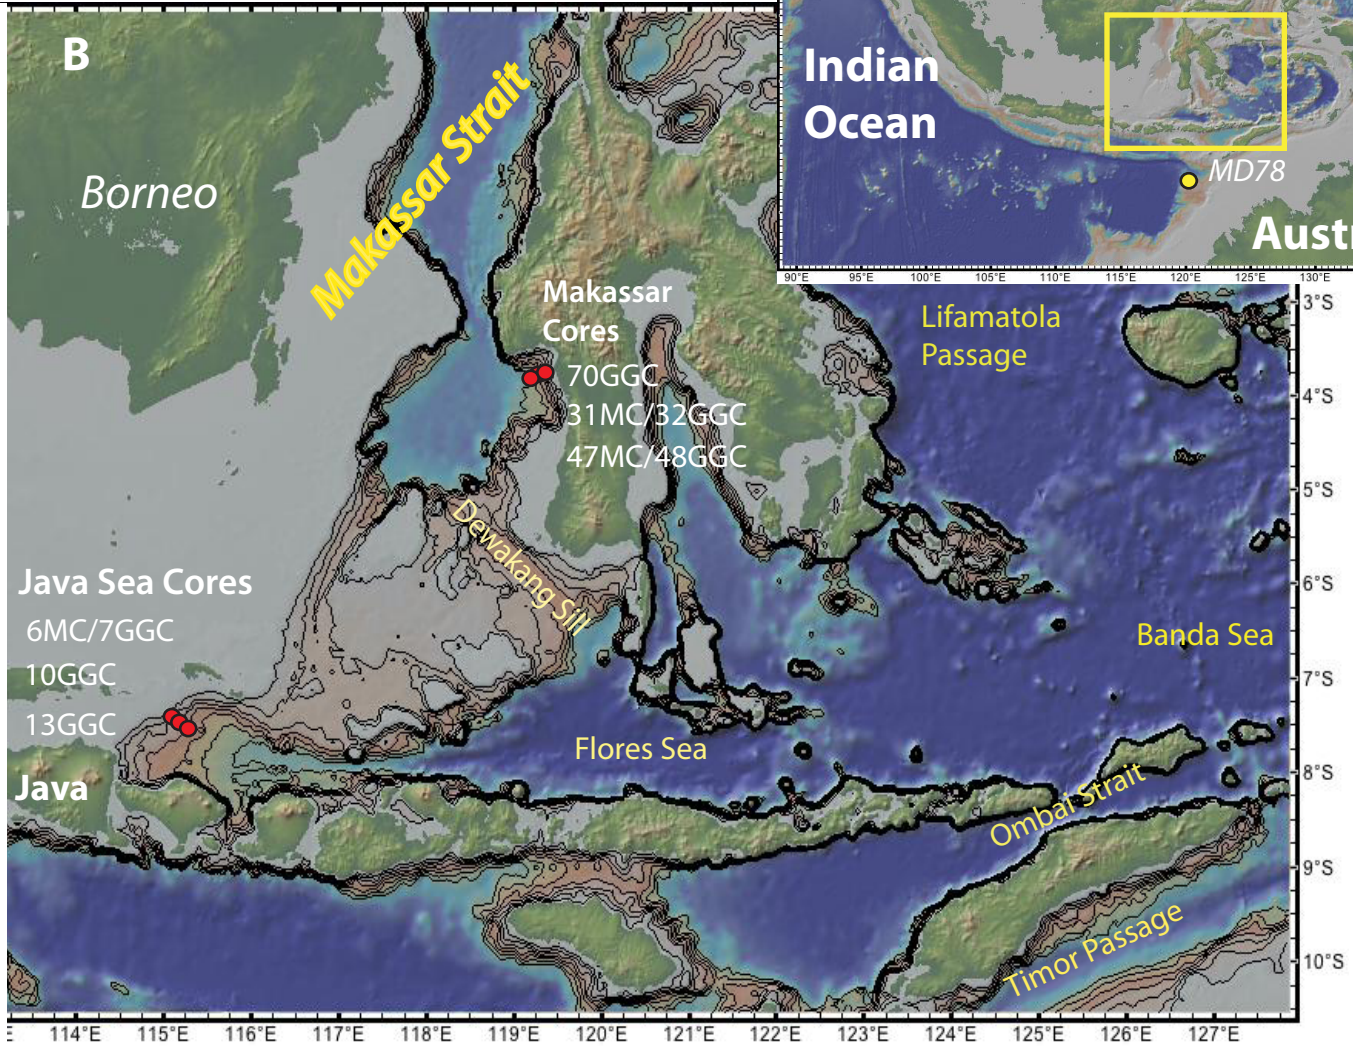 B
Makassar Strait
Borneo
Indian
Ocean
MD78
Austr
90°E 95°E 100°E 105°E 110°E 115°E 120°E 125°E 130°E
Makassar
Cores
70GGC
31MC/32GGC
47MC/48GGC
Lifamatola
Passage
3°S
4°S
5°S
6°S
7°S
8°S
9°S
10°S
Dewakang Sill
Java Sea Cores
6MC/7GGC
10GGC
13GGC
Java
Banda Sea
Flores Sea
Ombai Strait
Timor Passage
E 114°E 115°E 116°E 117°E 118°E 119°E 120°E 121°E 122°E 123°E 124°E 125°E 126°E 127°E